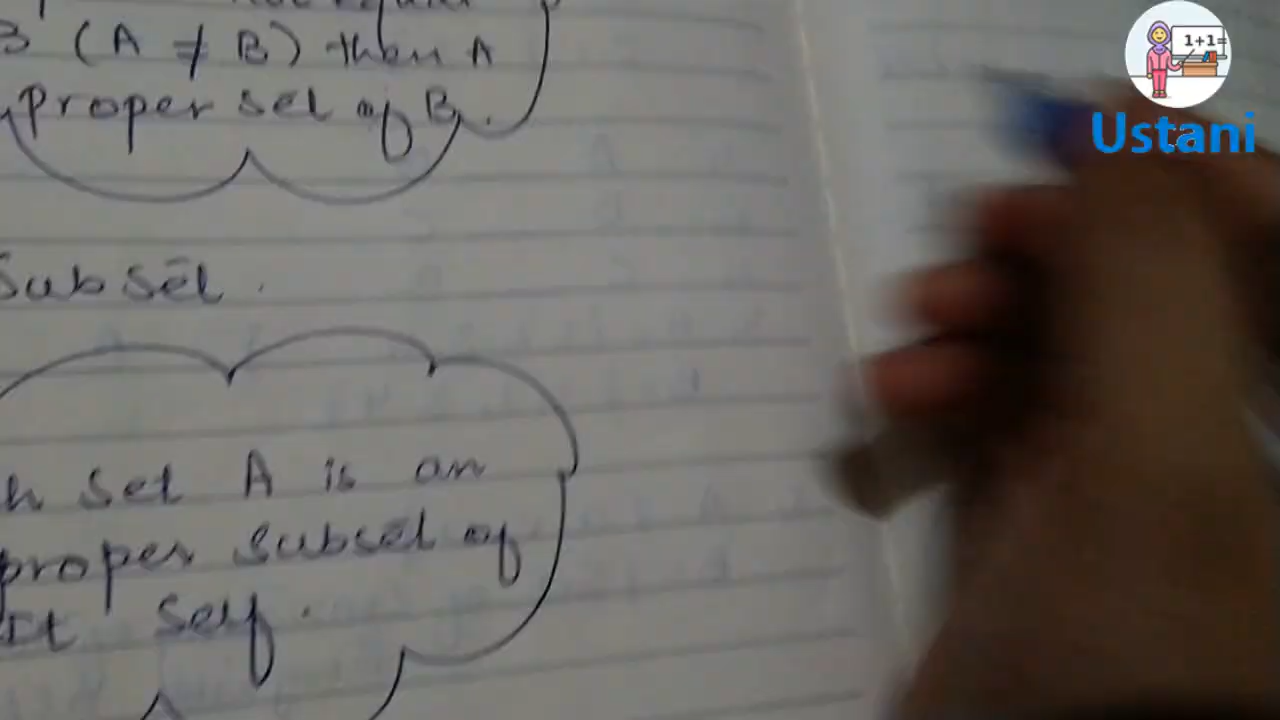 B (A ≠ B) then A
Proper set of B.
Subset.
h set A is an
proper subset of
It self.
1+1=
Ustani